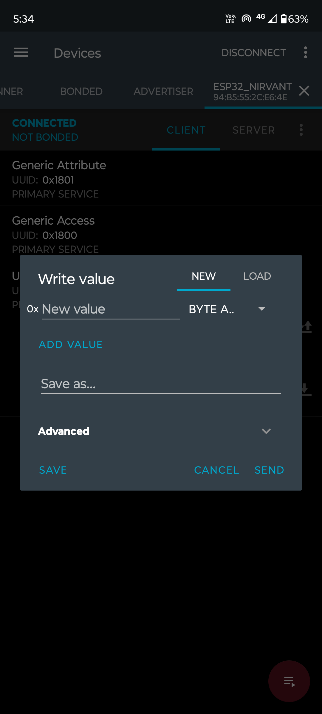 5:34
4G 63%
Devices DISCONNECT
NNER BONDED ADVERTISER ESP32_NIRVANT
94:B5:55:2C:E6:4E
CONNECTED
NOT BONDED CLIENT SERVER
Generic Attribute
UUID: 0x1801
PRIMARY SERVICE
Generic Access
UUID: 0x1800
PRIMARY SERVICE
Write value NEW LOAD
0x New value BYTE A..
ADD VALUE
Save as...
Advanced
SAVE CANCEL SEND